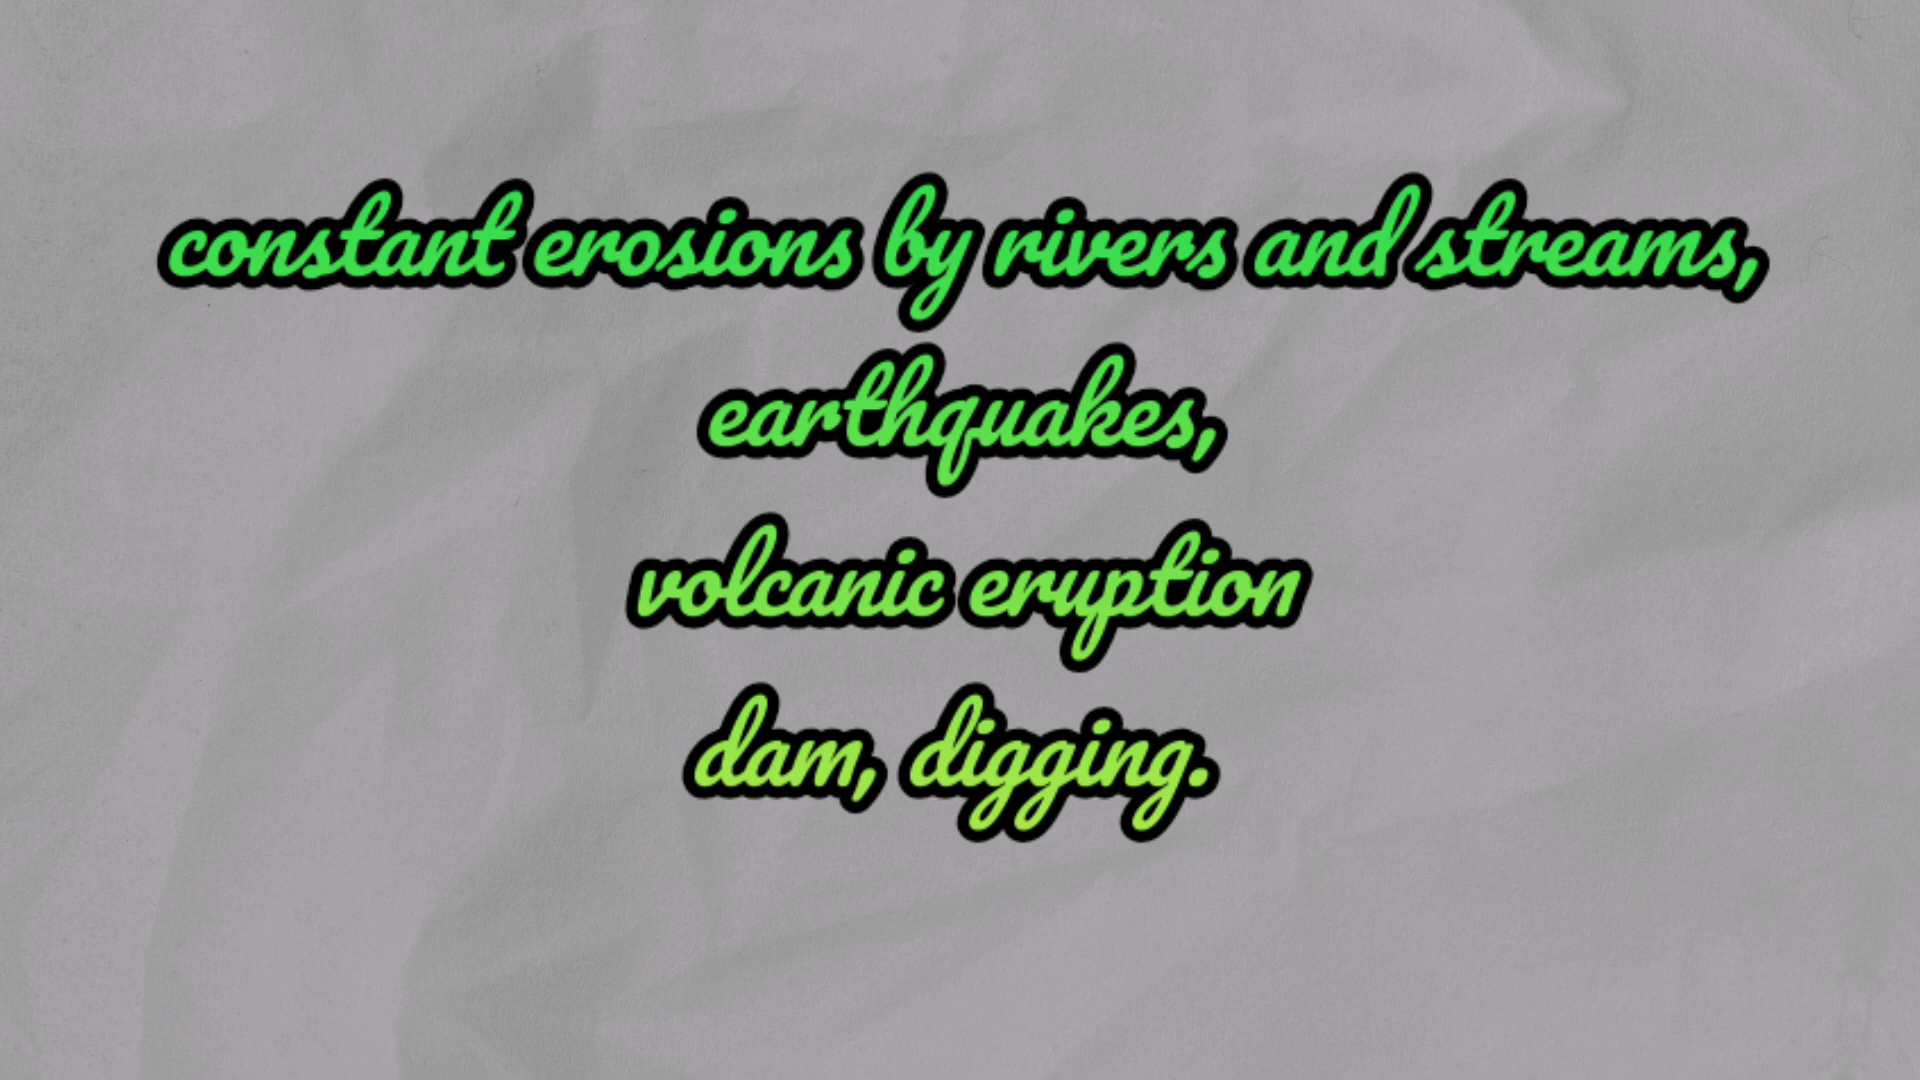 constant erosions by rivers and streams,
earthquakes,
volcanic eruption
dam, digging.